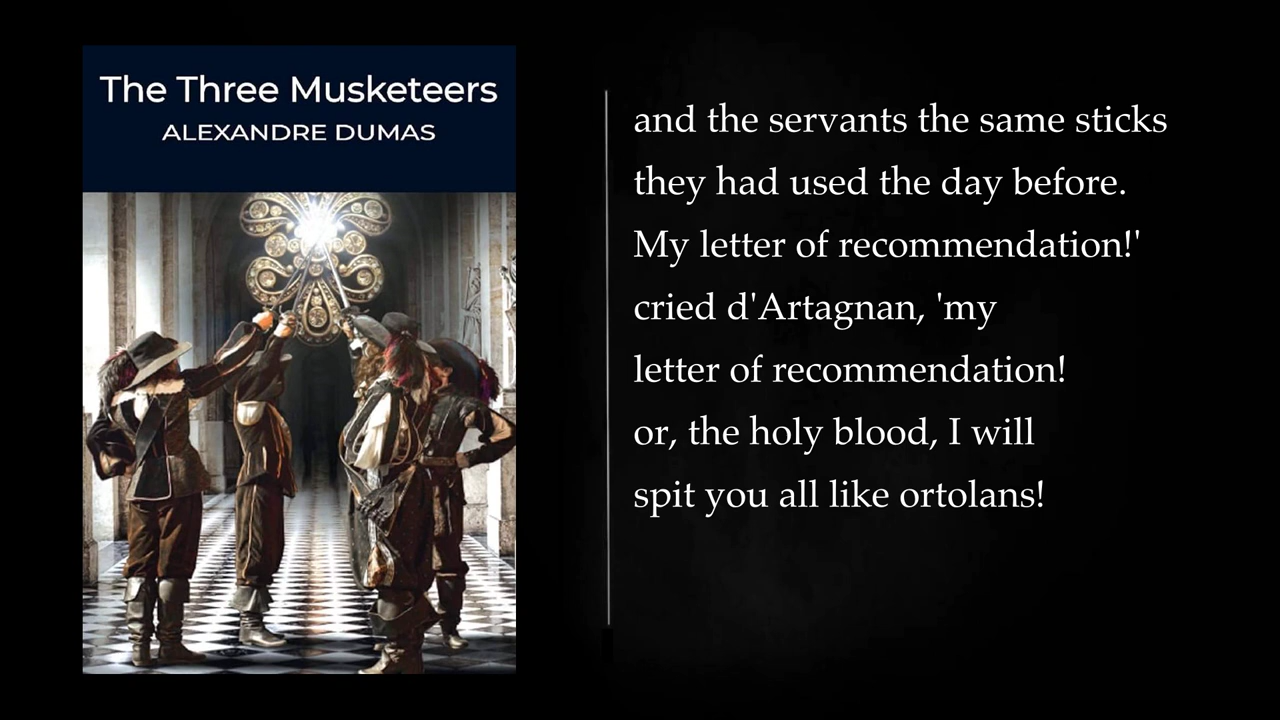 The Three Musketeers
ALEXANDRE DUMAS
and the servants the same sticks
they had used the day before.
My letter of recommendation!'
cried d'Artagnan, 'my
letter of recommendation!
or, the holy blood, I will
spit you all like ortolans!